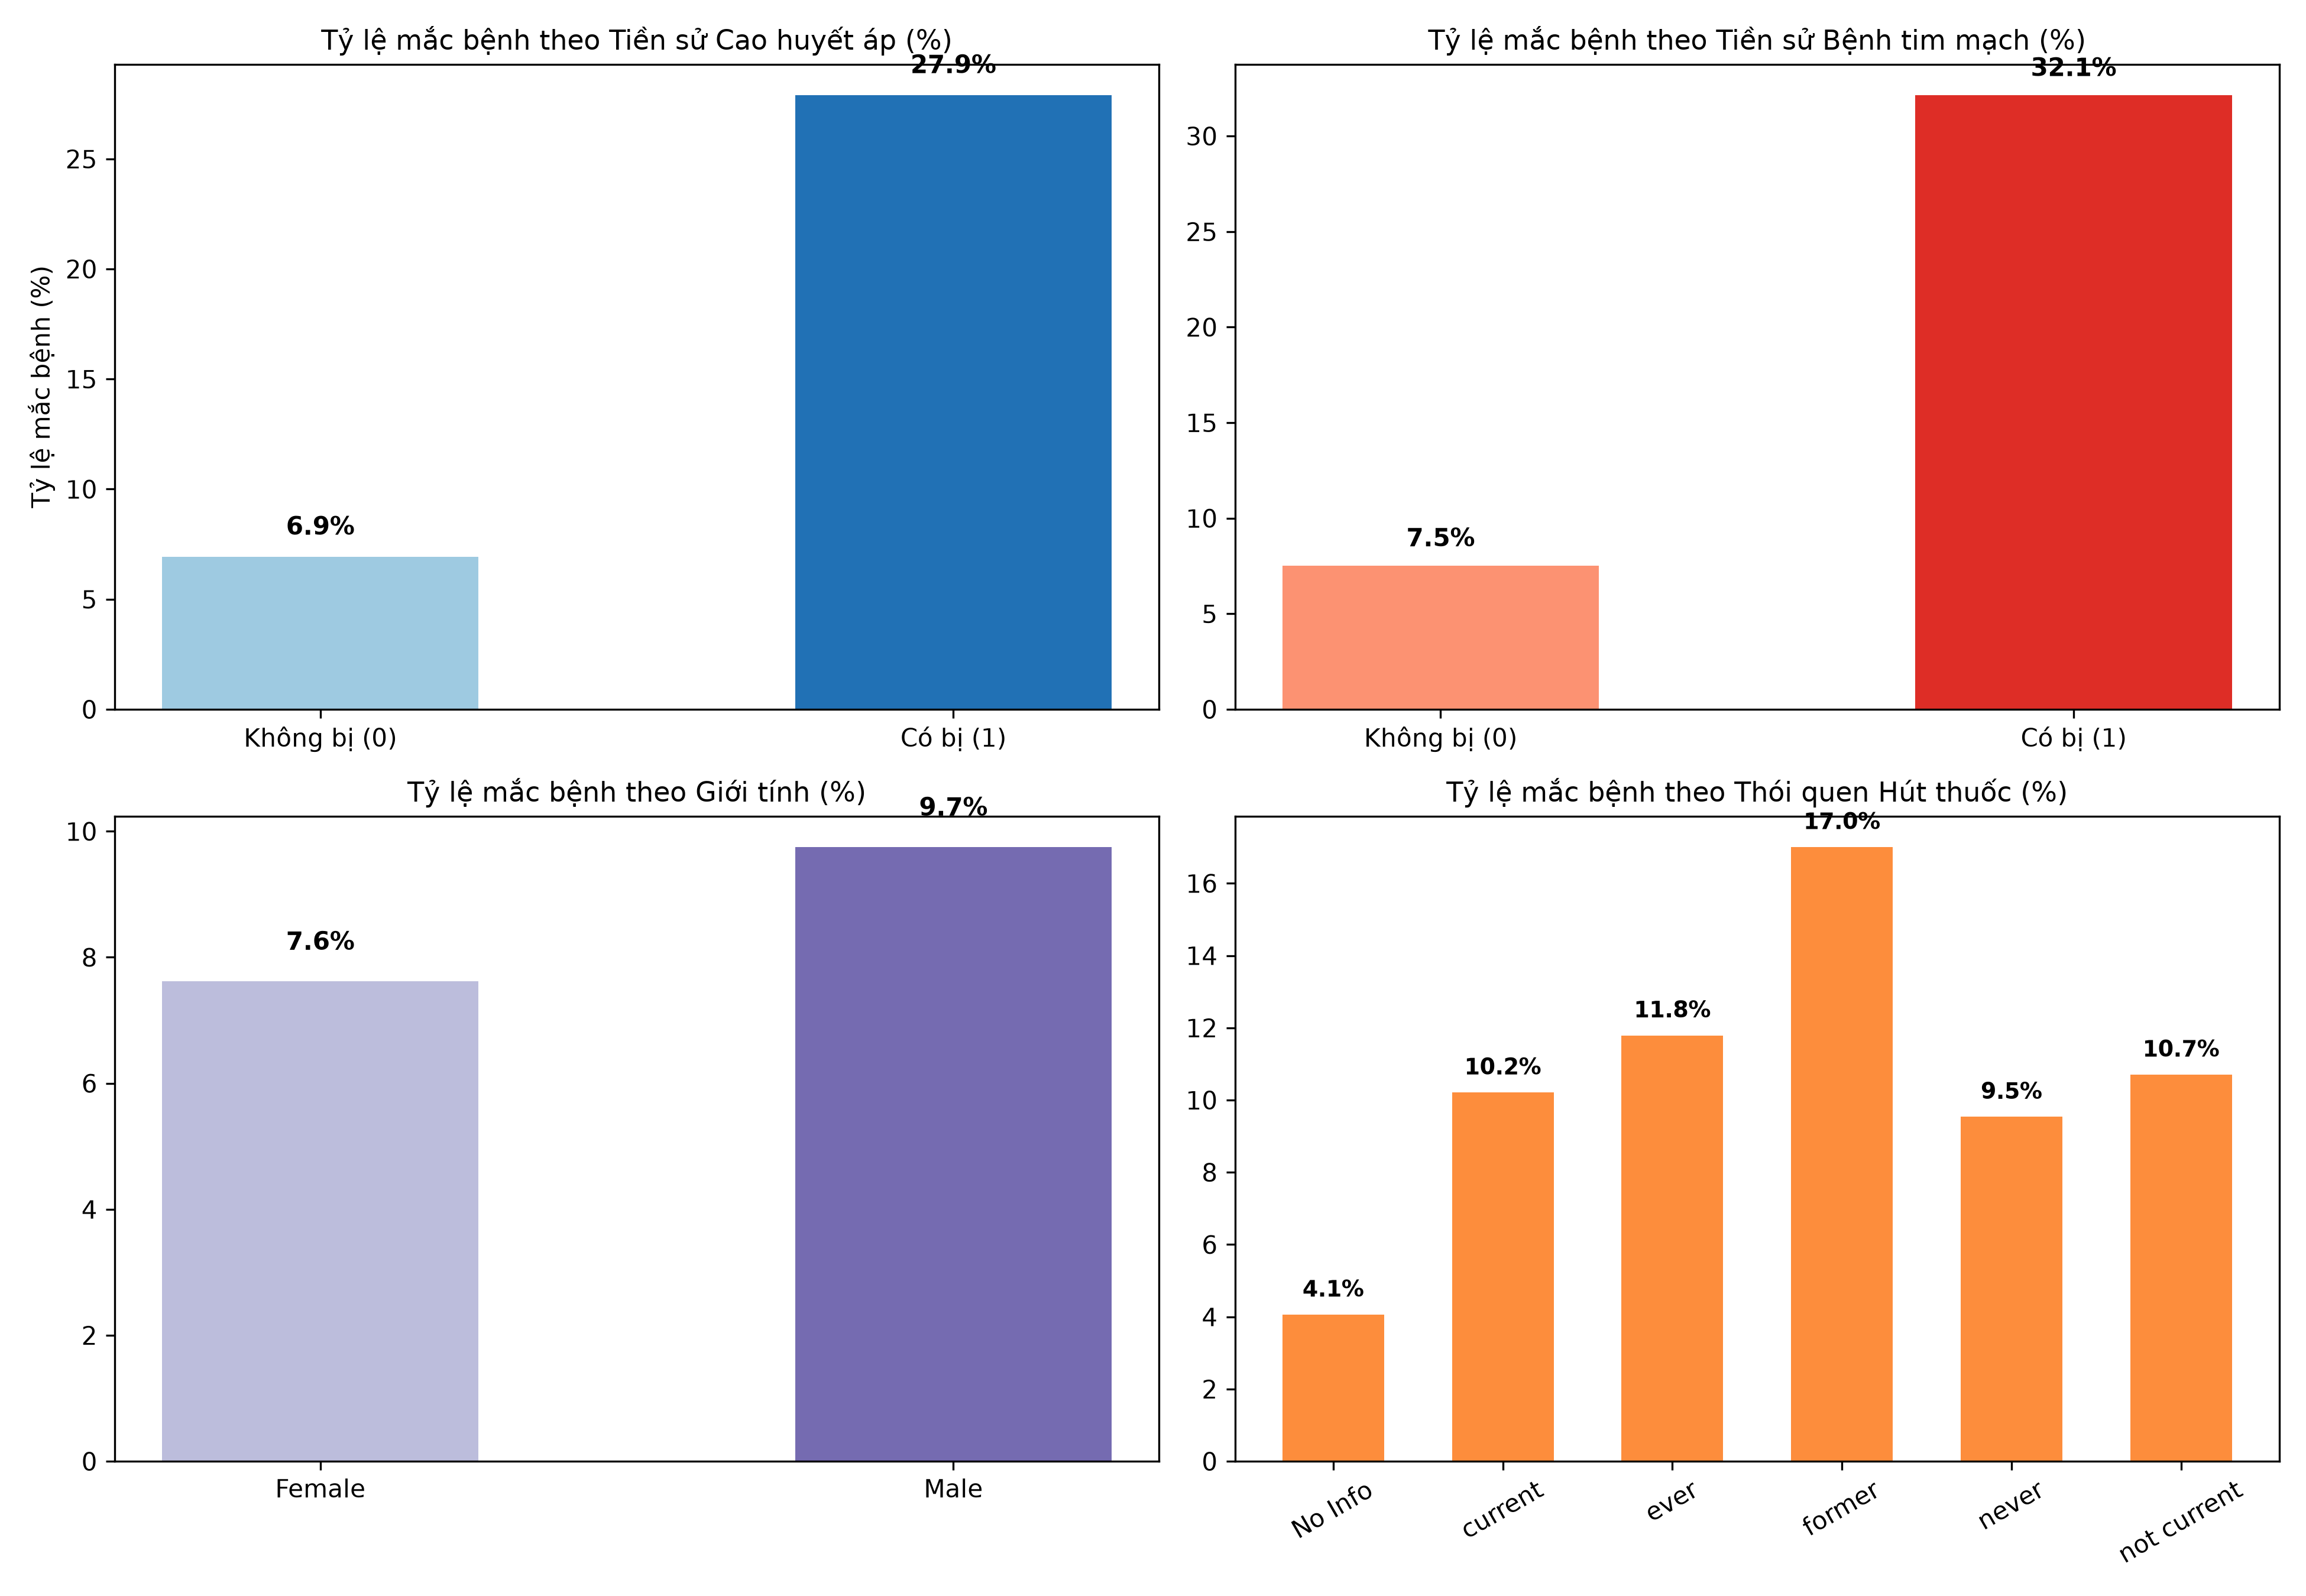 Tỷ lệ mắc bệnh theo Tiền sử Cao huyết áp (%)
27.9%
25
20
15
10
5
0
Tỷ lệ mắc bệnh (%)
6.9%
Không bị (0)
Có bị (1)
Tỷ lệ mắc bệnh theo Tiền sử Bệnh tim mạch (%)
32.1%
30
25
20
15
10
5
0
7.5%
Không bị (0)
Có bị (1)
Tỷ lệ mắc bệnh theo Giới tính (%)
9.7%
10
8
6
4
2
0
7.6%
Female
Male
Tỷ lệ mắc bệnh theo Thói quen Hút thuốc (%)
17.0%
16
14
12
10
8
6
4
2
0
4.1%
10.2%
11.8%
9.5%
10.7%
No Info
current
ever
former
never
not current